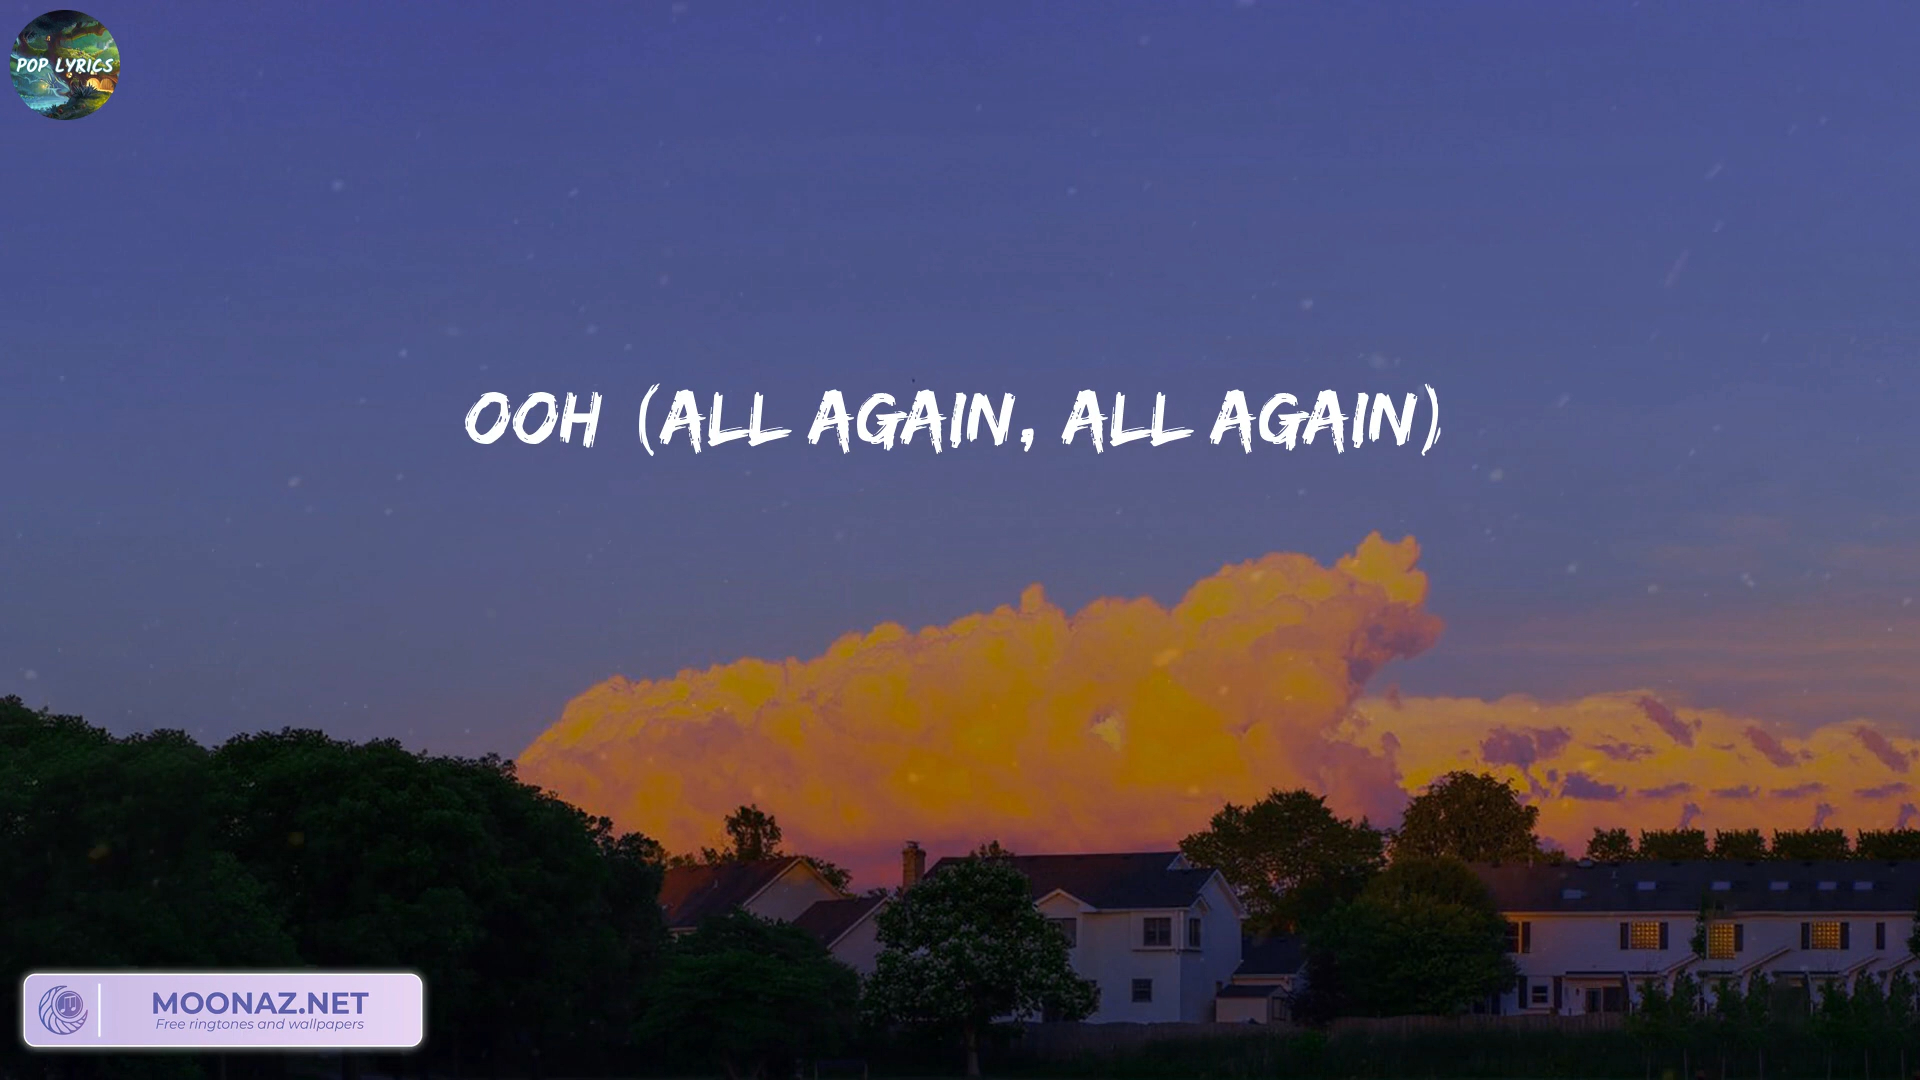 POP LYRICS
OOH (ALL AGAIN, ALL AGAIN)
MOONAZ.NET
Free ringtones and wallpapers